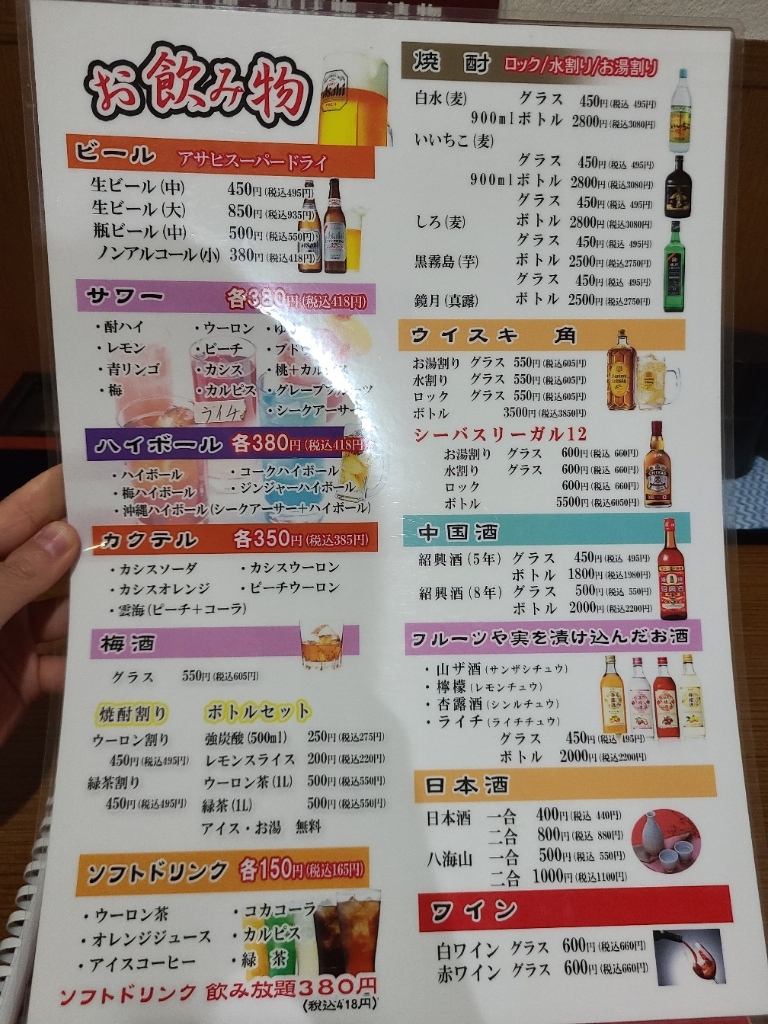 お飲み物
ビール アサヒスーパードライ
生ビール(中) 450円(税込495円)
生ビール(大) 850円(税込935円)
瓶ビール(中) 500円(税込550円)
ノンアルコール(小) 380円(税込418円)
サワー 各380円(税込418円)
・酎ハイ ・ウーロン ・ゆ
・レモン ・ピーチ ・ブドウ
・青リンゴ ・カシス ・桃+カルピス
・梅 ・カルピス ・グレープフルーツ
ライチ ・シークアーサー
ハイボール 各380円(税込418円)
・ハイボール ・コークハイボール
・梅ハイボール ・ジンジャーハイボール
・沖縄ハイボール(シークアーサー+ハイボール)
カクテル 各350円(税込385円)
・カシスソーダ ・カシスウーロン
・カシスオレンジ ・ピーチウーロン
・雲海(ピーチ+コーラ)
梅酒
グラス 550円(税込605円)
焼酎割り
ウーロン割り
450円(税込495円)
緑茶割り
450円(税込495円)
ボトルセット
強炭酸(500ml) 250円(税込275円)
レモンスライス 200円(税込220円)
ウーロン茶(1L) 500円(税込550円)
緑茶(1L) 500円(税込550円)
アイス・お湯 無料
ソフトドリンク 各150円(税込165円)
・ウーロン茶 ・コカコーラ
・オレンジジュース ・カルピス
・アイスコーヒー ・緑 茶
ソフトドリンク 飲み放題380円
(税込418円)
焼 酎 ロック/水割り/お湯割り
白水(麦) グラス 450円(税込 495円)
900mlボトル 2800円(税込3080円)
いいちこ(麦)
グラス 450円(税込 495円)
900mlボトル 2800円(税込3080円)
グラス 450円(税込 495円)
しろ(麦) ボトル 2800円(税込3080円)
グラス 450円(税込 495円)
黒霧島(芋) ボトル 2500円(税込2750円)
グラス 450円(税込 495円)
鏡月(真露) ボトル 2500円(税込2750円)
ウイスキ 角
お湯割り グラス 550円(税込605円)
水割り グラス 550円(税込605円)
ロック グラス 550円(税込605円)
ボトル 3500円(税込3850円)
シーバスリーガル12
お湯割り グラス 600円(税込 660円)
水割り グラス 600円(税込 660円)
ロック 600円(税込 660円)
ボトル 5500円(税込6050円)
中国酒
紹興酒(5年) グラス 450円(税込 495円)
ボトル 1800円(税込1980円)
紹興酒(8年) グラス 500円(税込 550円)
ボトル 2000円(税込2200円)
フルーツや実を漬け込んだお酒
・山ザ酒(サンザシチュウ)
・檸檬(レモンチュウ)
・杏露酒(シンルチュウ)
・ライチ(ライチチュウ)
グラス 450円(税込 495円)
ボトル 2000円(税込2200円)
日本酒
日本酒 一合 400円(税込 440円)
二合 800円(税込 880円)
八海山 一合 500円(税込 550円)
二合 1000円(税込1100円)
ワイン
白ワイン グラス 600円(税込660円)
赤ワイン グラス 600円(税込660円)